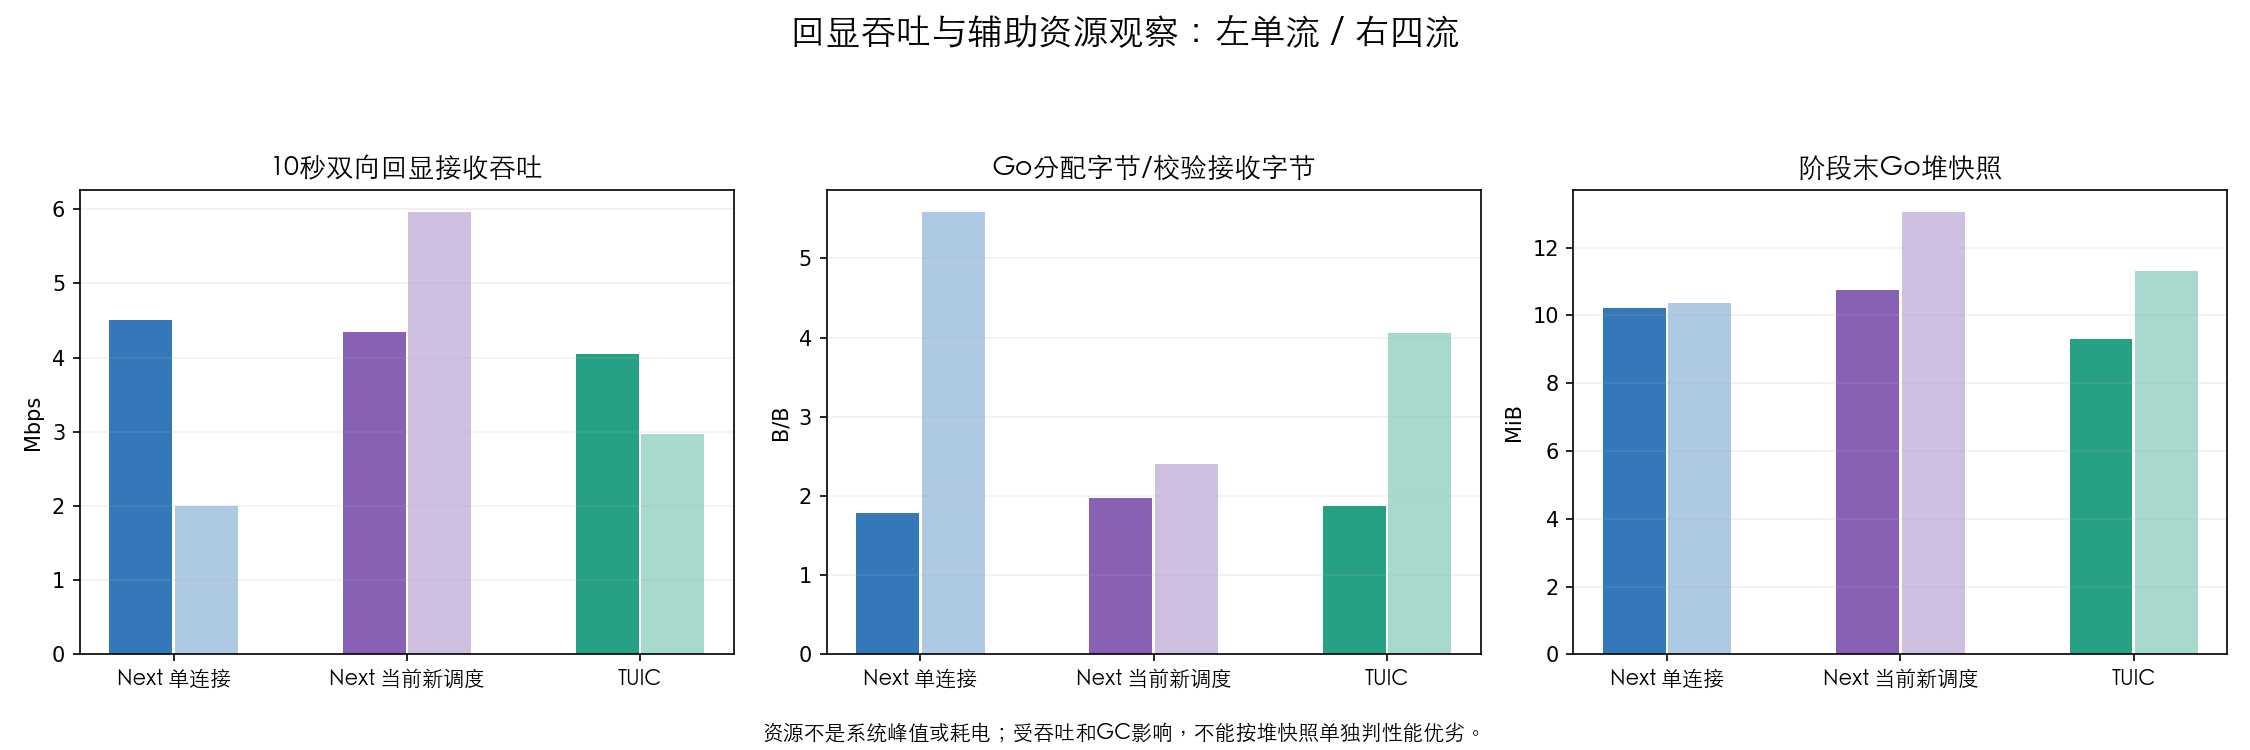 回显吞吐与辅助资源观察：左单流 / 右四流
10秒双向回显接收吞吐
Mbps
6
5
4
3
2
1
0
Next 单连接
Next 当前新调度
TUIC
Go分配字节/校验接收字节
B/B
5
4
3
2
1
0
Next 单连接
Next 当前新调度
TUIC
阶段末Go堆快照
MiB
12
10
8
6
4
2
0
Next 单连接
Next 当前新调度
TUIC
资源不是系统峰值或耗电；受吞吐和GC影响，不能按堆快照单独判性能优劣。